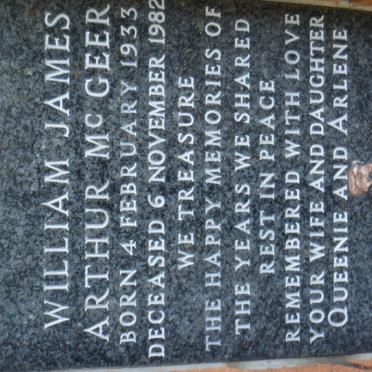 WILLIAM JAMES
ARTHUR McGEER
BORN 4 FEBRUARY 1933
DECEASED 6 NOVEMBER 1982
WE TREASURE
THE HAPPY MEMORIES OF
THE YEARS WE SHARED
REST IN PEACE
REMEMBERED WITH LOVE
YOUR WIFE AND DAUGHTER
QUEENIE AND ARLENE